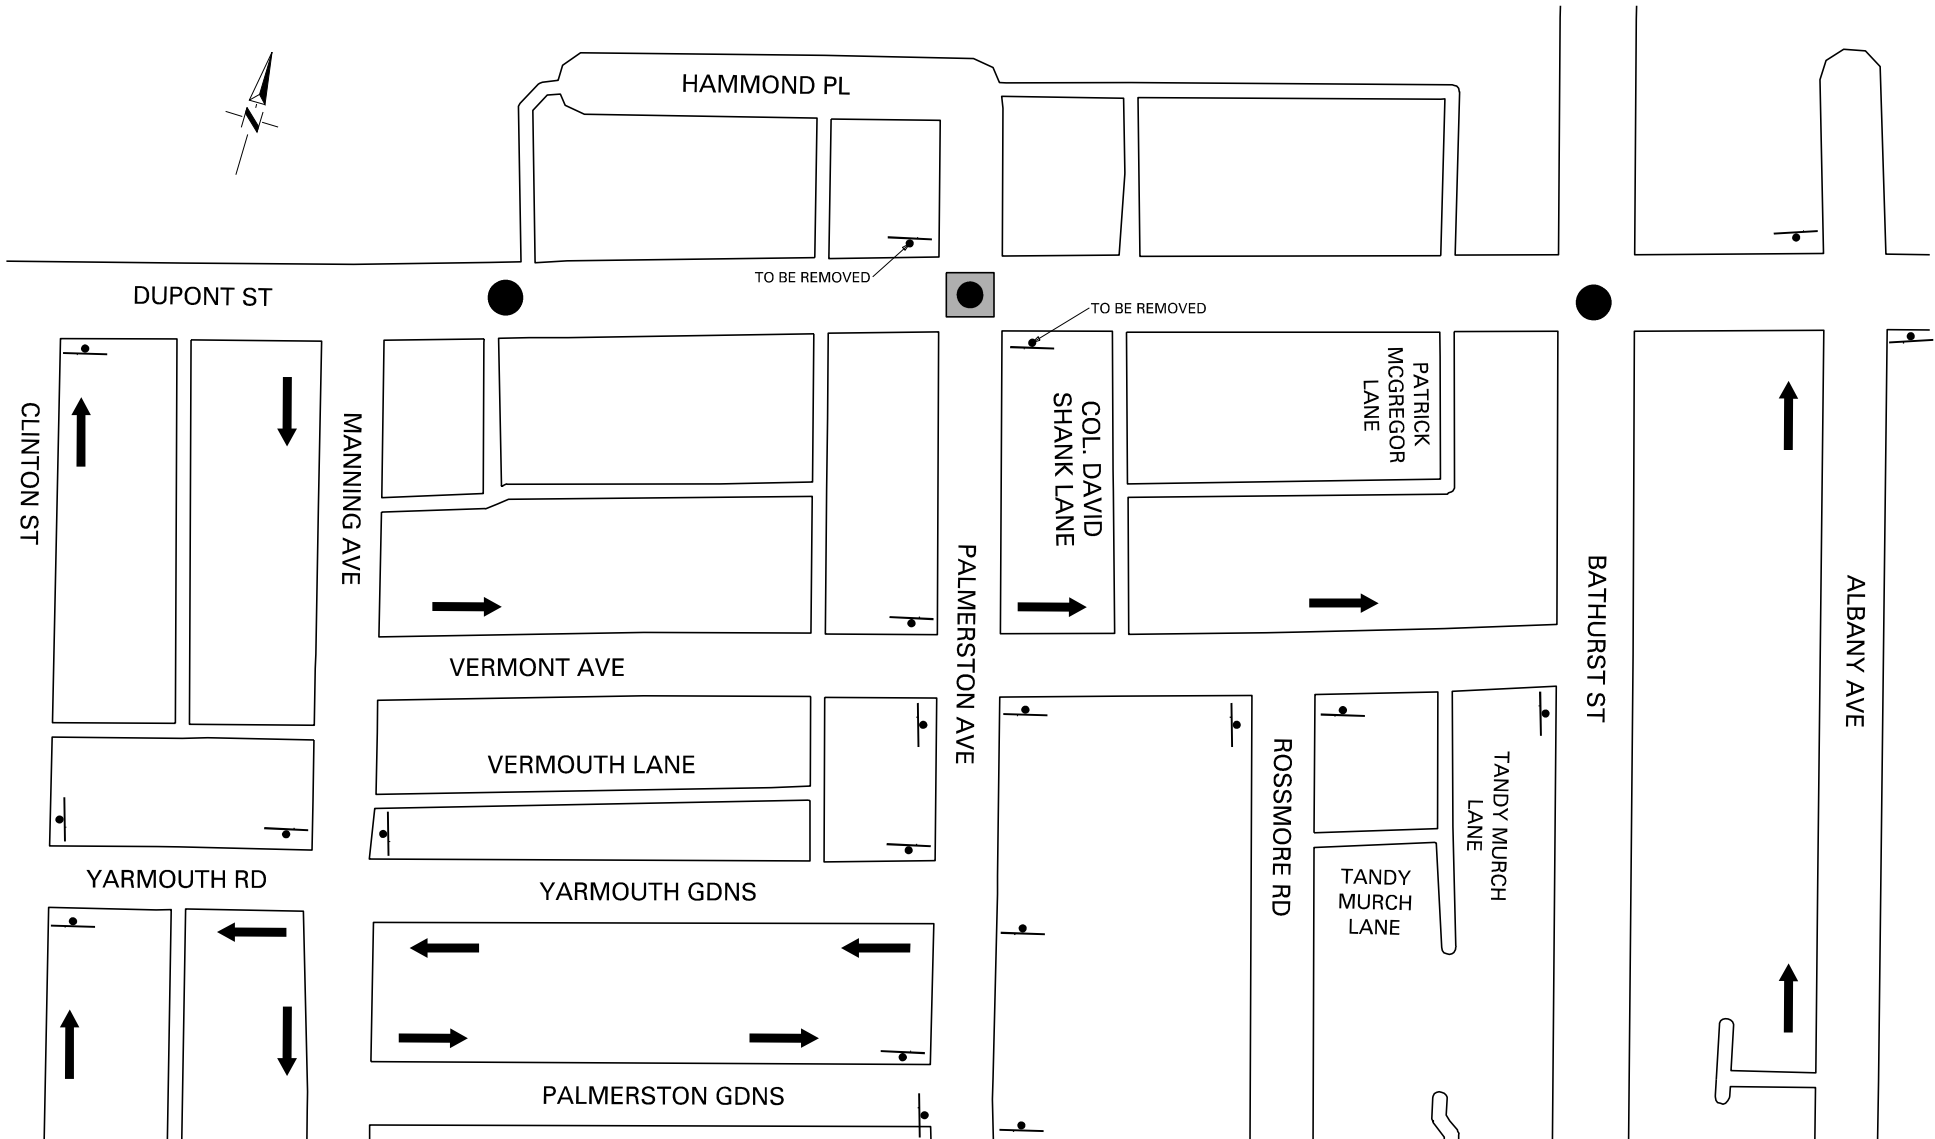 HAMMOND PL
N
TO BE REMOVED
DUPONT ST
TO BE REMOVED
CLINTON ST
MANNING AVE
COL. DAVID
SHANK LANE
PATRICK
MCGREGOR
LANE
PALMERSTON AVE
BATHURST ST
ALBANY AVE
VERMONT AVE
VERMOUTH LANE
ROSSMORE RD
TANDY MURCH
LANE
YARMOUTH RD
YARMOUTH GDNS
TANDY
MURCH
LANE
PALMERSTON GDNS